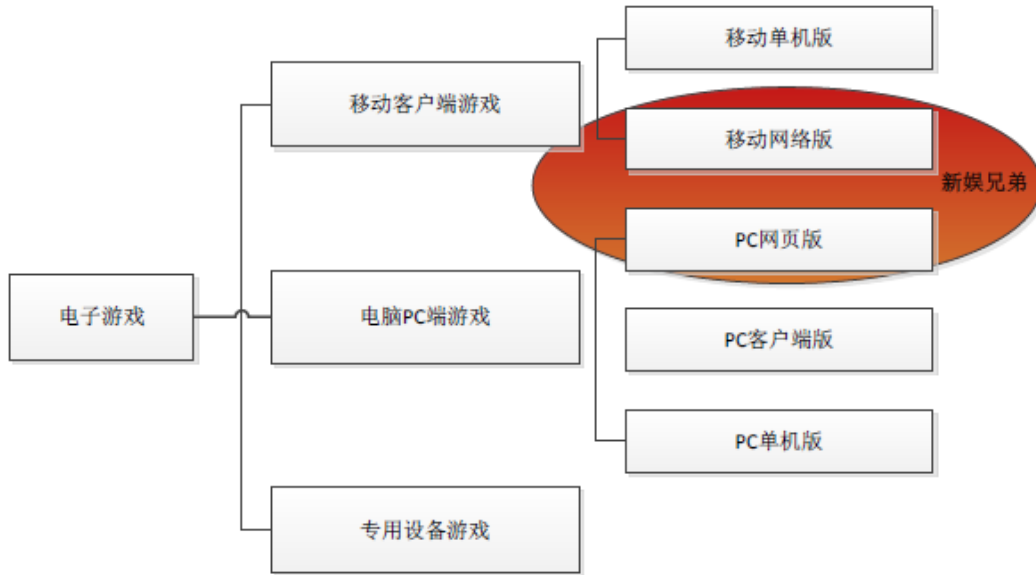 移动单机版
移动客户端游戏
移动网络版
新娱兄弟
PC网页版
电子游戏
电脑PC端游戏
PC客户端版
PC单机版
专用设备游戏